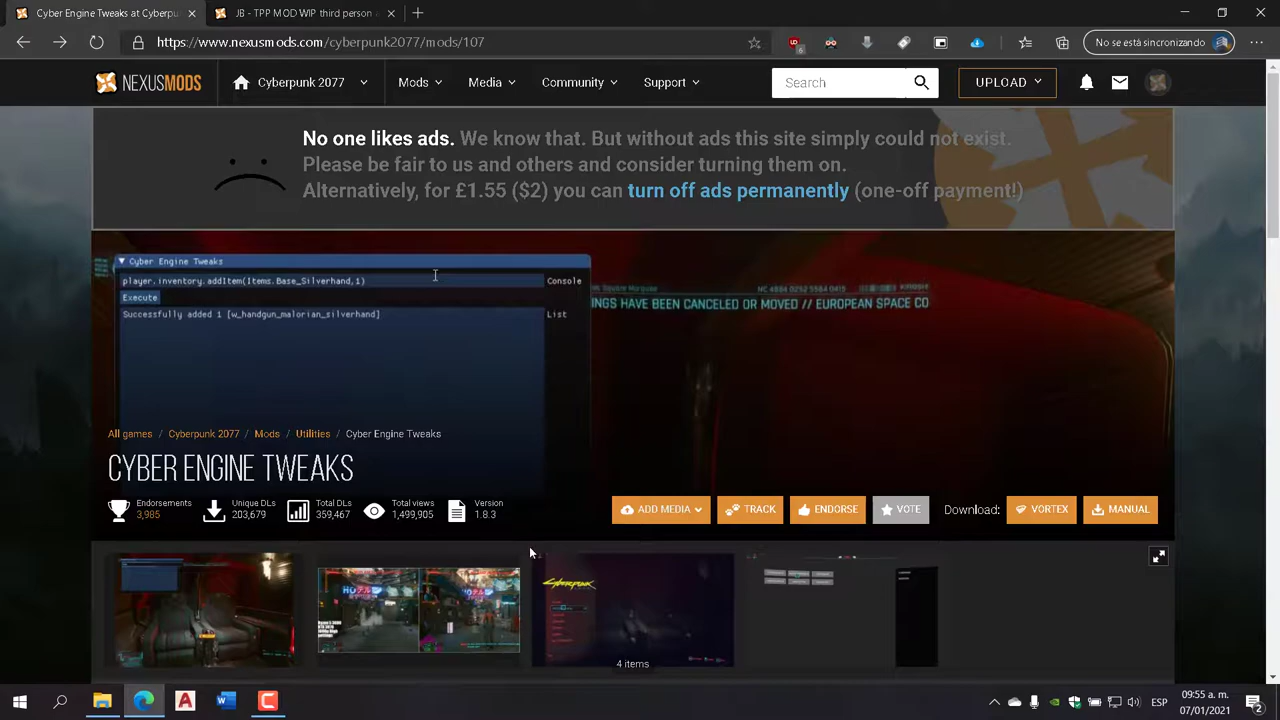 Cyber Engine Tweaks at Cyberpunk
JB - TPP MOD WIP third person a
https://www.nexusmods.com/cyberpunk2077/mods/107
6
No se está sincronizando
NEXUSMODS
Cyberpunk 2077
Mods
Media
Community
Support
Search
UPLOAD
No one likes ads. We know that. But without ads this site simply could not exist.
Please be fair to us and others and consider turning them on.
Alternatively, for £1.55 ($2) you can turn off ads permanently (one-off payment!)
Cyber Engine Tweaks
player.inventory.addItem(Items.Base_Silverhand,1)
Console
Execute
Successfully added 1 [w_handgun_malorian_silverhand]
List
NGS HAVE BEEN CANCELED OR MOVED // EUROPEAN SPACE CO
All games / Cyberpunk 2077 / Mods / Utilities / Cyber Engine Tweaks
CYBER ENGINE TWEAKS
Endorsements
3,985
Unique DLs
203,679
Total DLs
359,467
Total views
1,499,905
Version
1.8.3
ADD MEDIA
TRACK
ENDORSE
VOTE
Download:
VORTEX
MANUAL
4 items
ESP
09:55 a. m.
07/01/2021
2